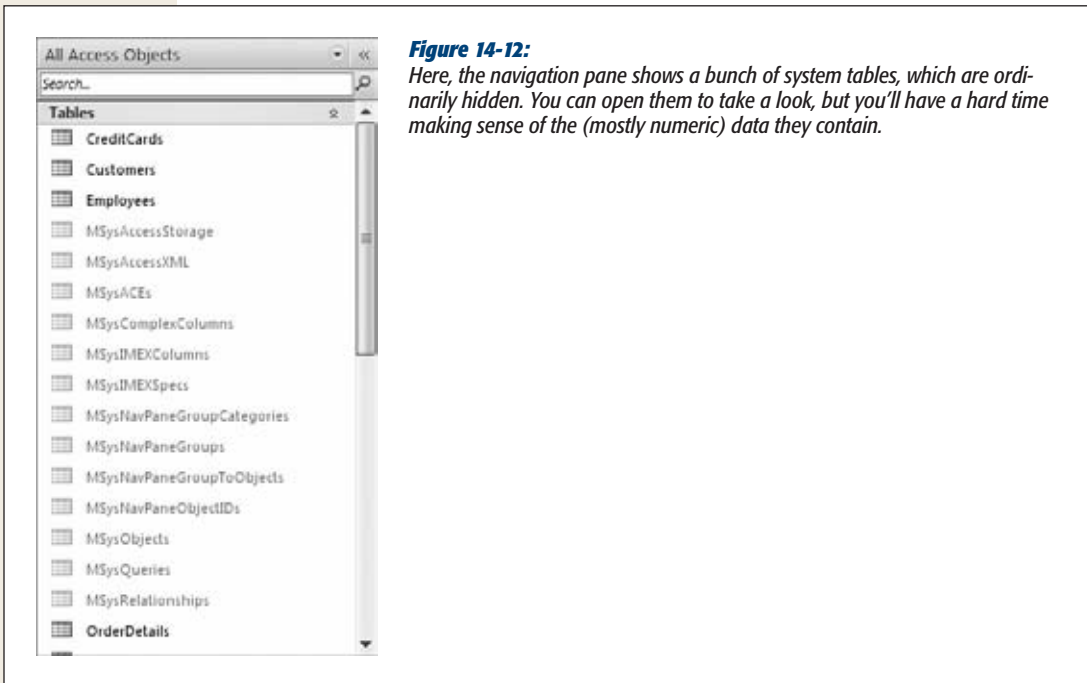 All Access Objects
Search...
Tables
CreditCards
Customers
Employees
MSysAccessStorage
MSysAccessXML
MSysACEs
MSysComplexColumns
MSysIMEXColumns
MSysIMEXSpecs
MSysNavPaneGroupCategories
MSysNavPaneGroups
MSysNavPaneGroupToObjects
MSysNavPaneObjectIDs
MSysObjects
MSysQueries
MSysRelationships
OrderDetails
Figure 14-12:
Here, the navigation pane shows a bunch of system tables, which are ordi-
narily hidden. You can open them to take a look, but you’ll have a hard time
making sense of the (mostly numeric) data they contain.